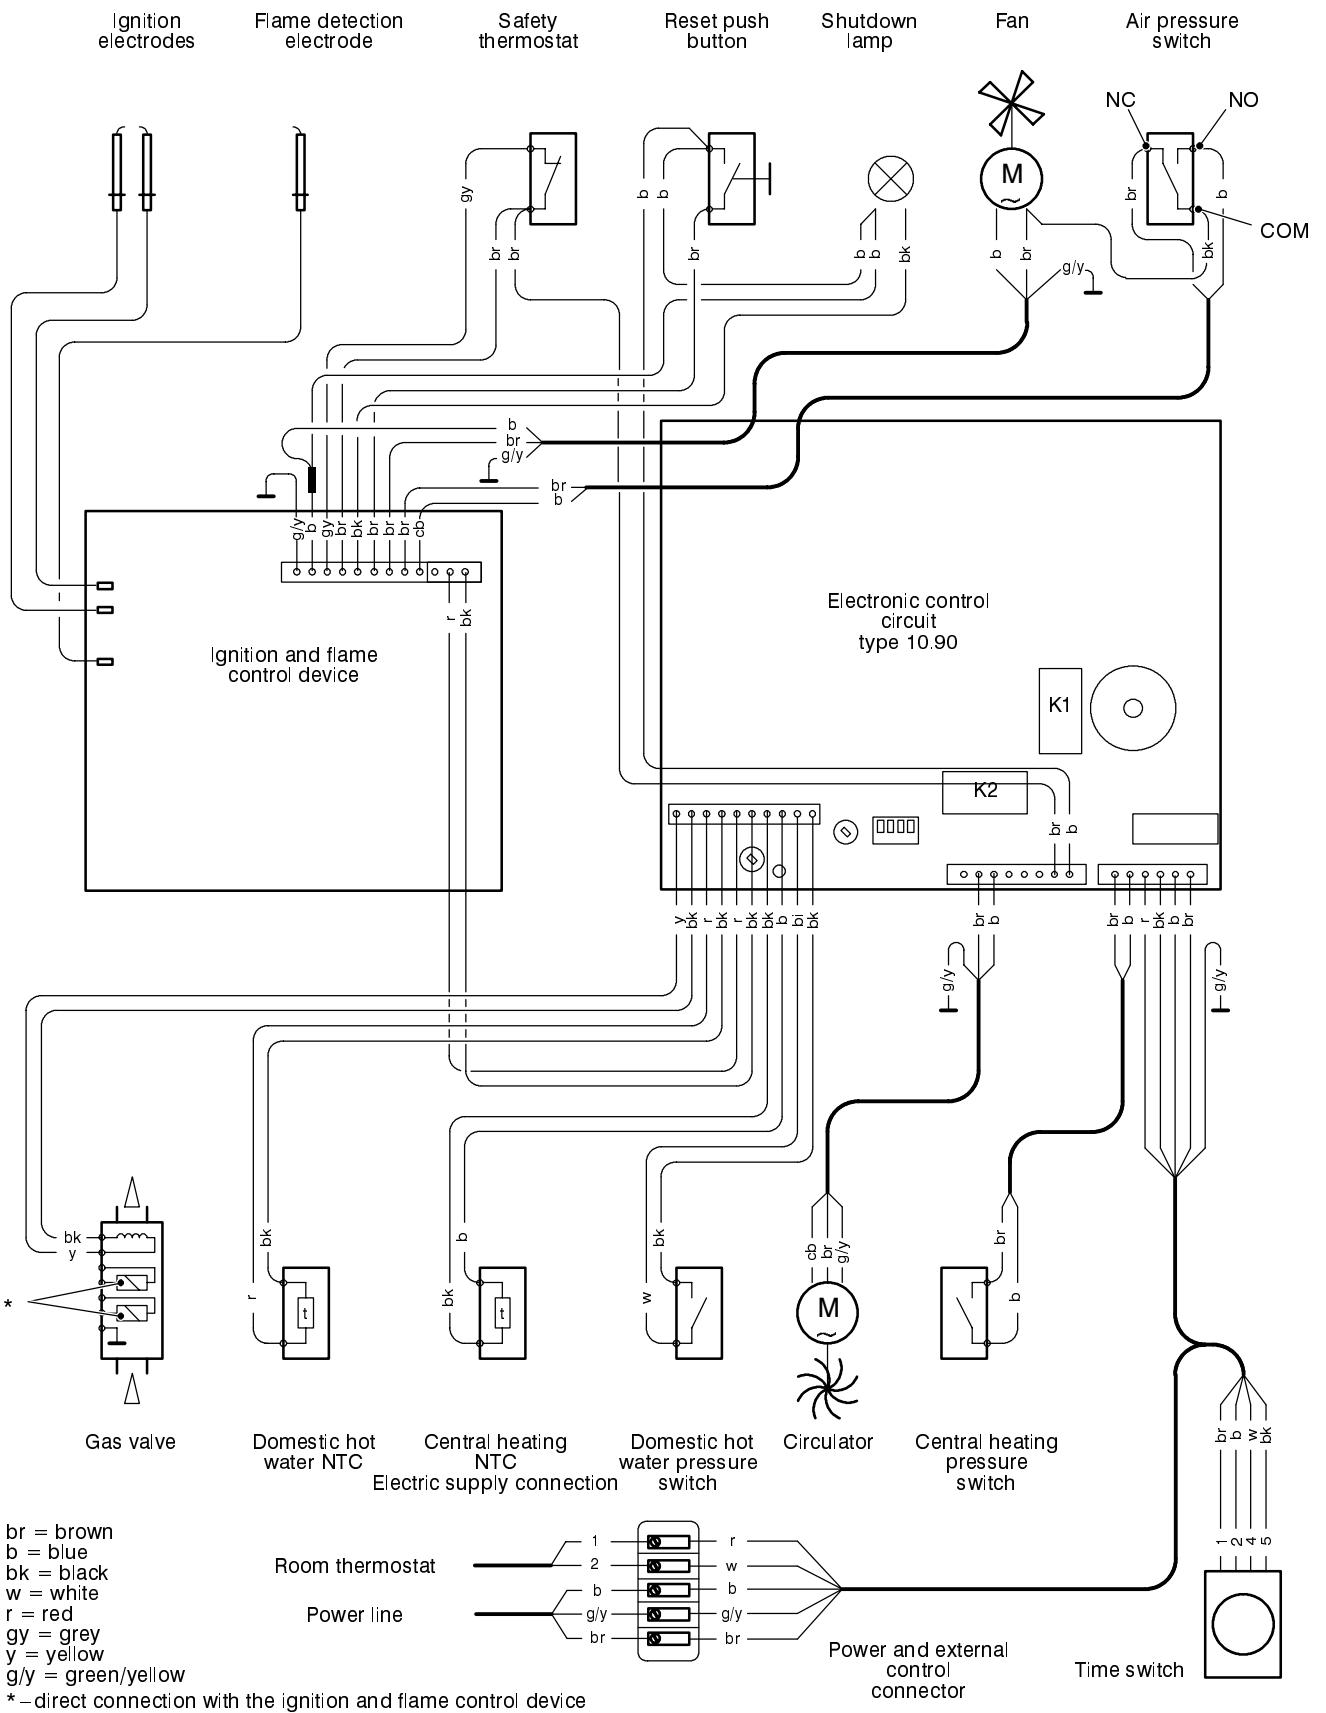 Ignition
electrodes
Flame detection
electrode
Safety
thermostat
Reset push
button
Shutdown
lamp
Fan
Air pressure
switch
NC
NO
COM
M
~
gy
br
br
b
b
br
b
b
bk
b
br
g/y
br
bk
b
b
br
g/y
br
b
g/y
b
gy
br
bk
br
br
br
cb
r
bk
Ignition and flame
control device
Electronic control
circuit
type 10.90
K1
K2
br
b
y
bk
r
bk
r
bk
bk
b
bi
bk
br
b
g/y
br
b
r
bk
b
br
g/y
bk
y
*
bk
r
t
b
bk
t
bk
w
cb
br
g/y
M
~
br
b
Gas valve
Domestic hot
water NTC
Central heating
NTC
Electric supply connection
Domestic hot
water pressure
switch
Circulator
Central heating
pressure
switch
br
b
w
bk
1
2
4
5
Time switch
br = brown
b = blue
bk = black
w = white
r = red
gy = grey
y = yellow
g/y = green/yellow
* – direct connection with the ignition and flame control device
Room thermostat
Power line
1
2
b
g/y
br
r
w
b
g/y
br
Power and external
control
connector